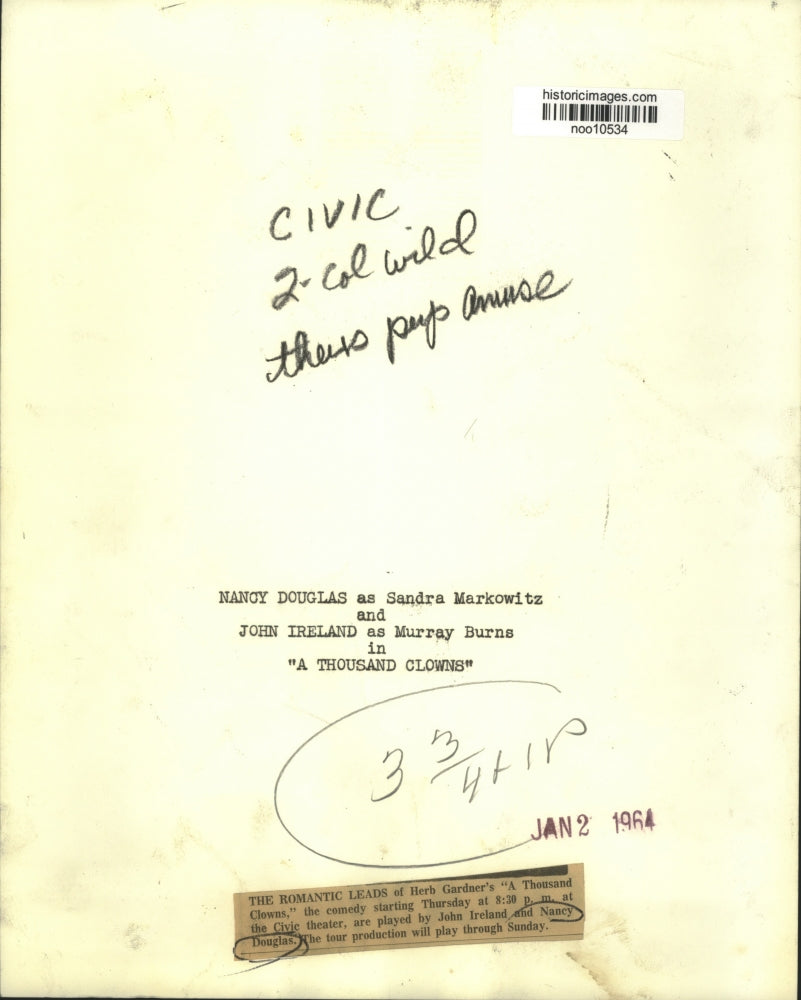 historicimages.com
noo10534
CIVIC
2-col wild
thurs pup amuse
NANCY DOUGLAS as Sandra Markowitz
and
JOHN IRELAND as Murray Burns
in
"A THOUSAND CLOWNS"
3 3/4
JAN 2 1964
THE ROMANTIC LEADS of Herb Gardner's "A Thousand
Clowns," the comedy starting Thursday at 8:30 p. m. at
the Civic theater, are played by John Ireland and Nancy
Douglas. The tour production will play through Sunday.